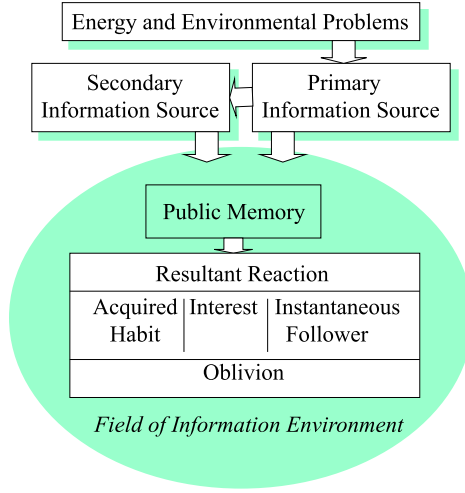 Energy and Environmental Problems
Secondary
Information Source
Primary
Information Source
Public Memory
Resultant Reaction
Acquired
Habit
Interest
Instantaneous
Follower
Oblivion
Field of Information Environment